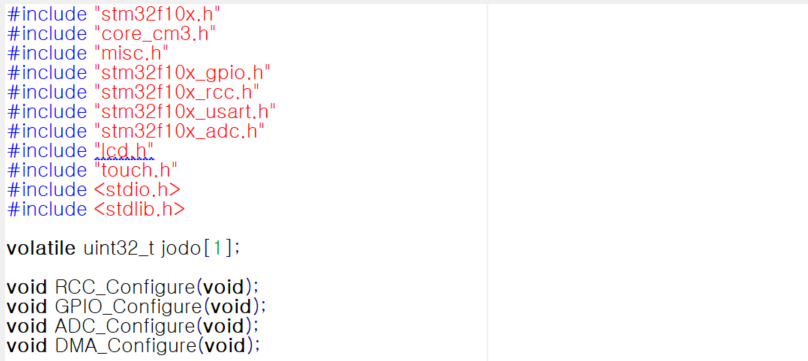 #include "stm32f10x.h"
#include "core_cm3.h"
#include "misc.h"
#include "stm32f10x_gpio.h"
#include "stm32f10x_rcc.h"
#include "stm32f10x_usart.h"
#include "stm32f10x_adc.h"
#include "lcd.h"
#include "touch.h"
#include <stdio.h>
#include <stdlib.h>
volatile uint32_t jodo[1];
void RCC_Configure(void);
void GPIO_Configure(void);
void ADC_Configure(void);
void DMA_Configure(void);